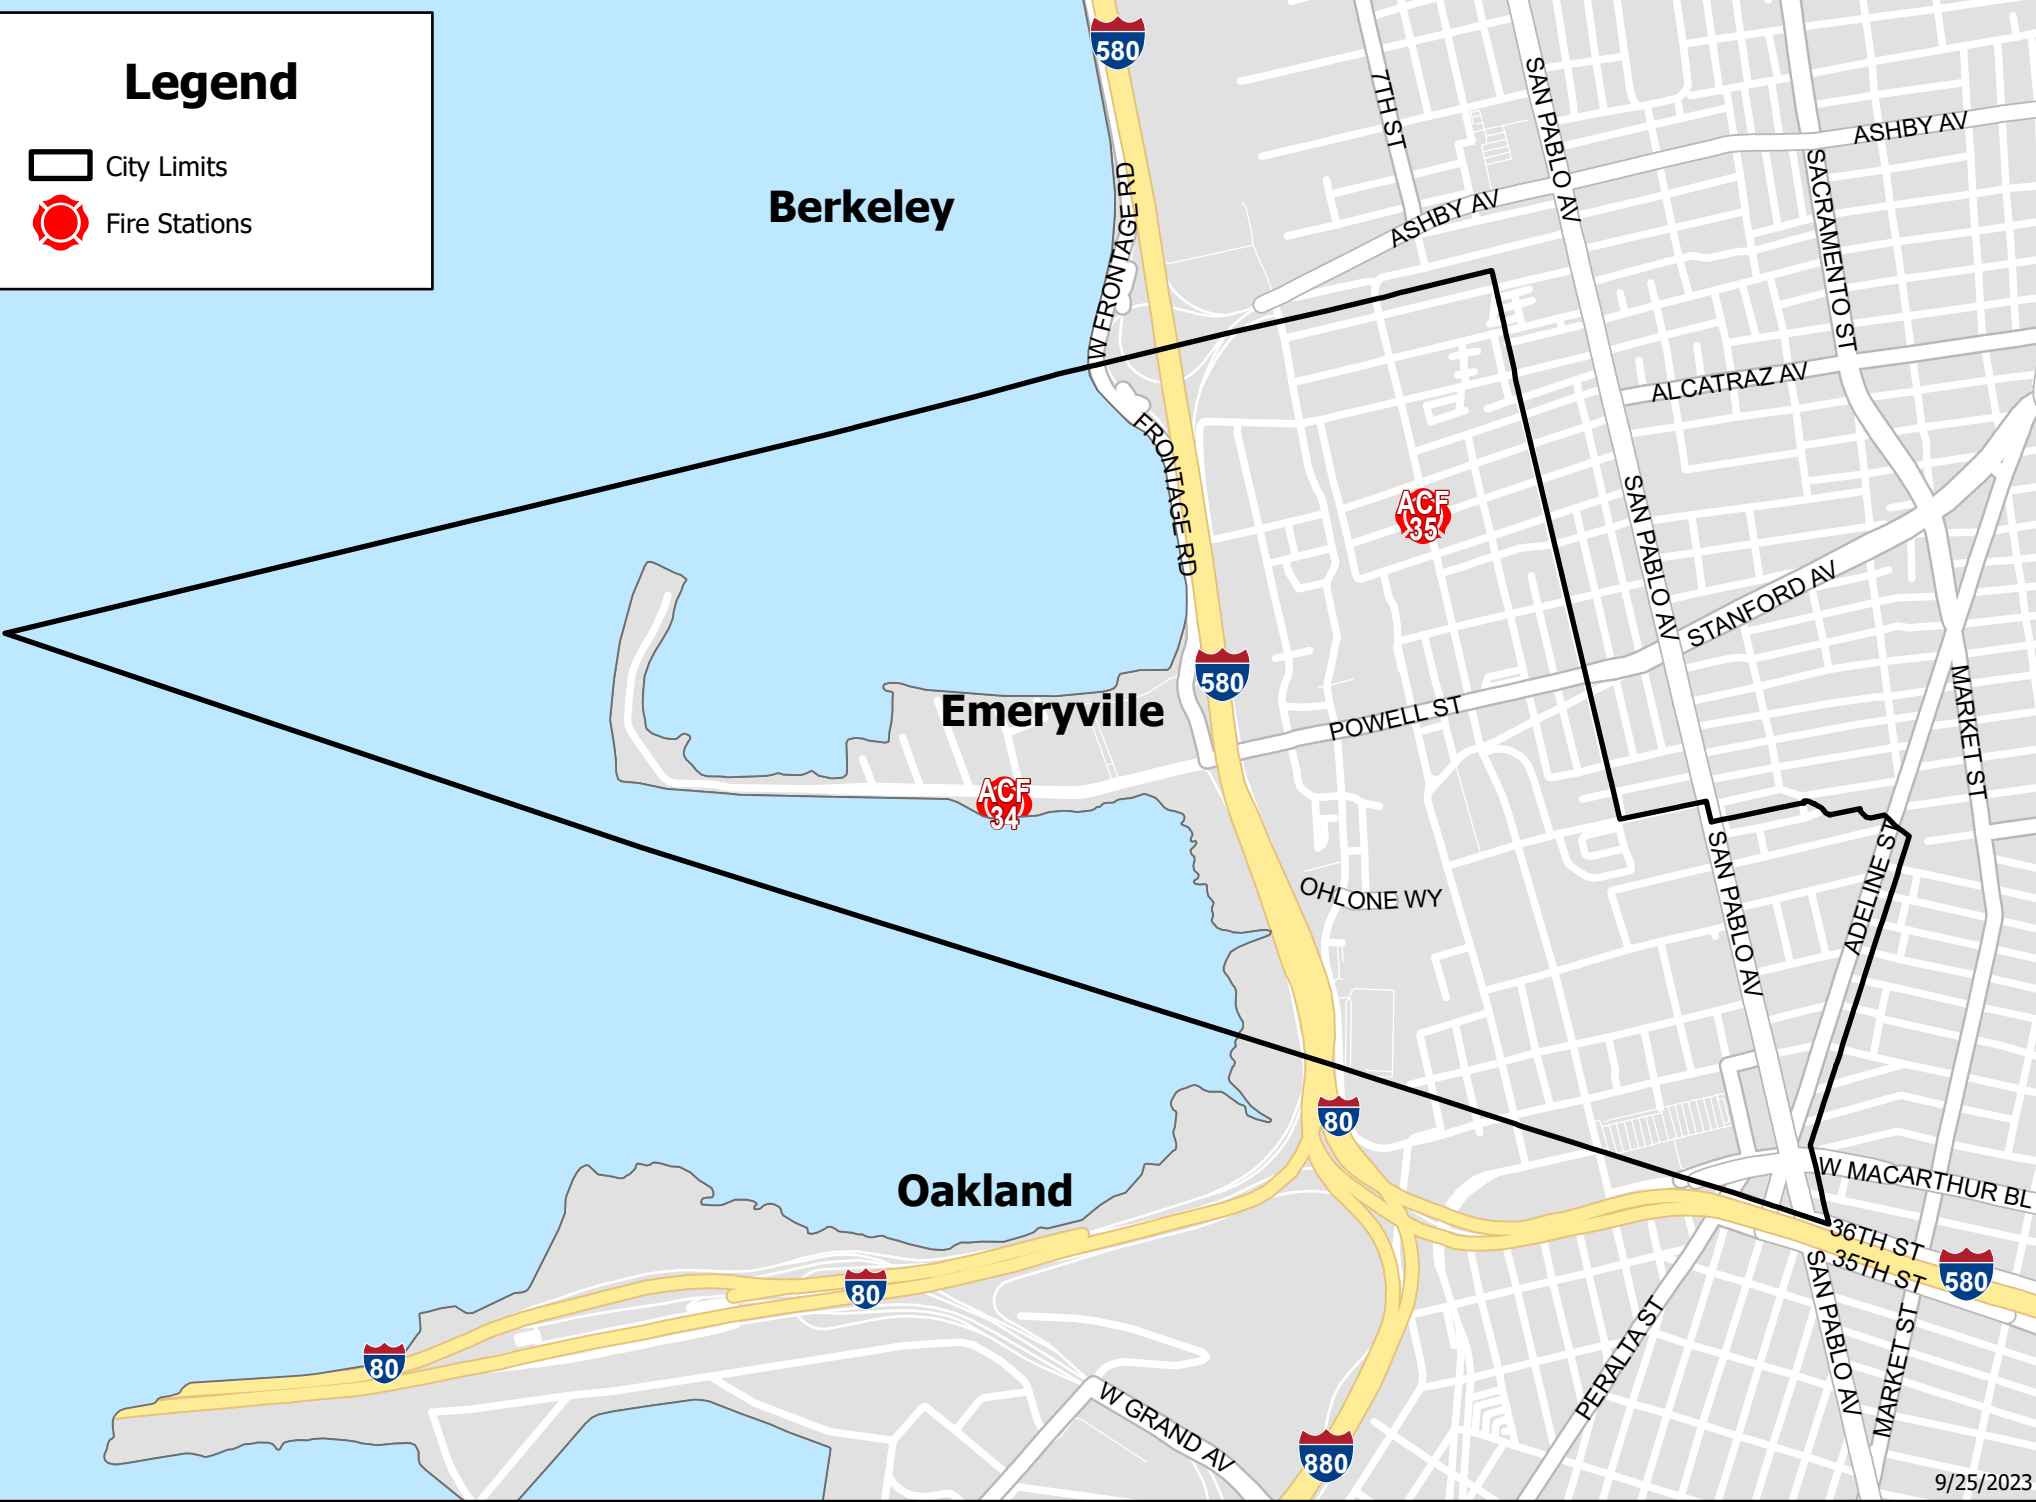 Legend
City Limits
Fire Stations
580
7TH ST
SAN PABLO AV
ASHBY AV
SACRAMENTO ST
Berkeley
W FRONTAGE RD
ASHBY AV
ALCATRAZ AV
FRONTAGE RD
ACF
35
SAN PABLO AV
STANFORD AV
580
Emeryville
POWELL ST
MARKET ST
ACF
34
OHLONE WY
SAN PABLO AV
ADELINE ST
80
Oakland
W MACARTHUR BL
36TH ST
35TH ST
580
80
80
SAN PABLO AV
MARKET ST
PERALTA ST
W GRAND AV
880
9/25/2023